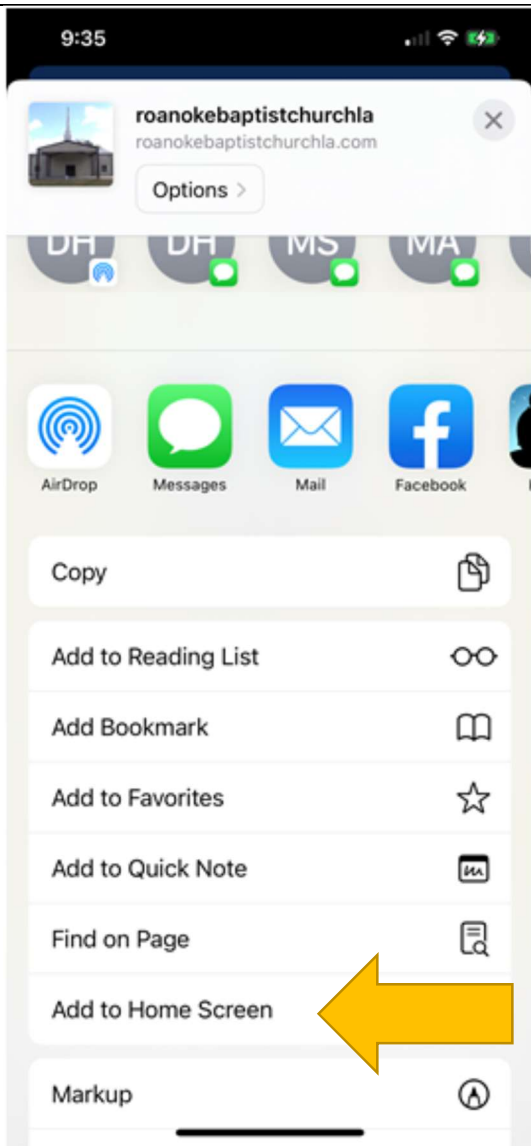 9:35
roanokebaptistchurchla
roanokebaptistchurchla.com
Options >
DH DH MS MA
AirDrop Messages Mail Facebook
Copy
Add to Reading List
Add Bookmark
Add to Favorites
Add to Quick Note
Find on Page
Add to Home Screen
Markup